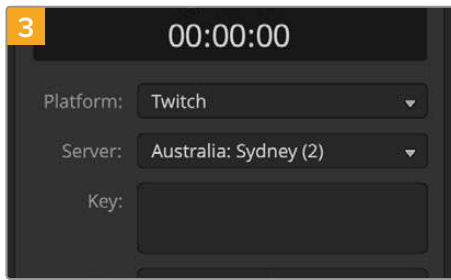 3
00:00:00
Platform: Twitch
Server: Australia: Sydney (2)
Key: